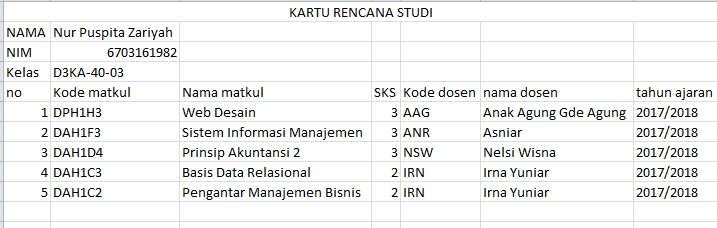 KARTU RENCANA STUDI
NAMA Nur Puspita Zariyah
NIM 6703161982
Kelas D3KA-40-03
no Kode matkul Nama matkul SKS Kode dosen nama dosen tahun ajaran
1 DPH1H3 Web Desain 3 AAG Anak Agung Gde Agung 2017/2018
2 DAH1F3 Sistem Informasi Manajemen 3 ANR Asniar 2017/2018
3 DAH1D4 Prinsip Akuntansi 2 3 NSW Nelsi Wisna 2017/2018
4 DAH1C3 Basis Data Relasional 2 IRN Irna Yuniar 2017/2018
5 DAH1C2 Pengantar Manajemen Bisnis 2 IRN Irna Yuniar 2017/2018